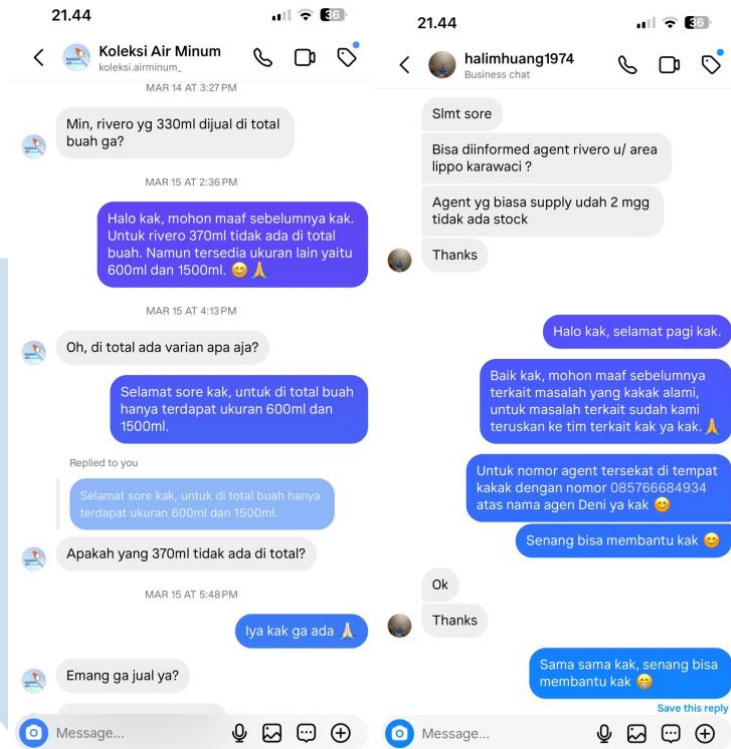 21.44
36
Koleksi Air Minum
koleksi.airminum_
MAR 14 AT 3:27 PM
Min, rivero yg 330ml dijual di total
buah ga?
MAR 15 AT 2:36 PM
Halo kak, mohon maaf sebelumnya kak.
Untuk rivero 370ml tidak ada di total
buah. Namun tersedia ukuran lain yaitu
600ml dan 1500ml. 😊 🙏
MAR 15 AT 4:13 PM
Oh, di total ada varian apa aja?
Selamat sore kak, untuk di total buah
hanya terdapat ukuran 600ml dan
1500ml.
Replied to you
Selamat sore kak, untuk di total buah hanya
terdapat ukuran 600ml dan 1500ml.
Apakah yang 370ml tidak ada di total?
MAR 15 AT 5:48 PM
Iya kak ga ada 🙏🏻
Emang ga jual ya?
Message...
21.44
36
halimhuang1974
Business chat
Slmt sore
Bisa diinformed agent rivero u/ area
lippo karawaci ?
Agent yg biasa supply udah 2 mgg
tidak ada stock
Thanks
Halo kak, selamat pagi kak.
Baik kak, mohon maaf sebelumnya
terkait masalah yang kakak alami,
untuk masalah terkait sudah kami
teruskan ke tim terkait kak ya kak. 🙏
Untuk nomor agent tersekat di tempat
kakak dengan nomor 085766684934
atas nama agen Deni ya kak 😊
Senang bisa membantu kak 😊
Ok
Thanks
Sama sama kak, senang bisa
membantu kak 😁
Save this reply
Message...